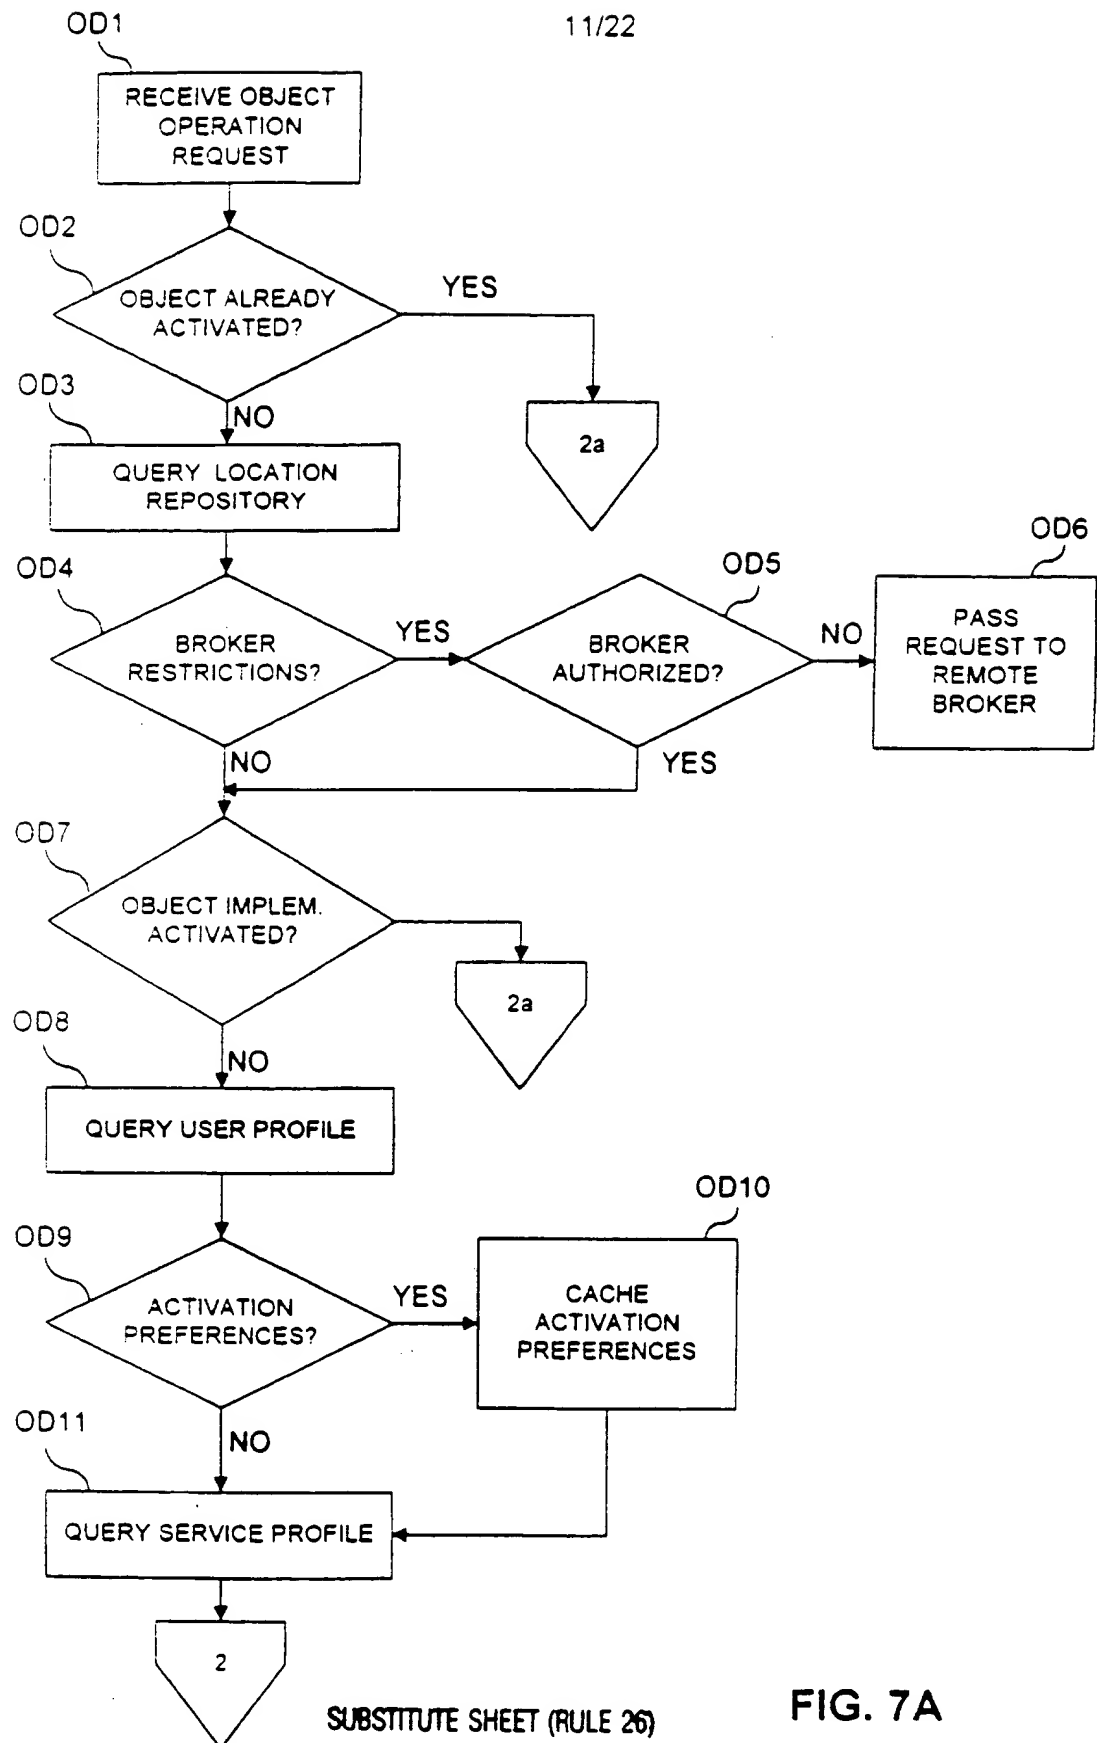 OD1
11/22
RECEIVE OBJECT
OPERATION
REQUEST
OD2
OBJECT ALREADY
ACTIVATED?
YES
2a
NO
OD3
QUERY LOCATION
REPOSITORY
OD4
BROKER
RESTRICTIONS?
YES
OD5
BROKER
AUTHORIZED?
NO
OD6
PASS
REQUEST TO
REMOTE
BROKER
NO
YES
OD7
OBJECT IMPLEM.
ACTIVATED?
2a
NO
OD8
QUERY USER PROFILE
OD9
ACTIVATION
PREFERENCES?
YES
OD10
CACHE
ACTIVATION
PREFERENCES
NO
OD11
QUERY SERVICE PROFILE
2
SUBSTITUTE SHEET (RULE 26)
FIG. 7A